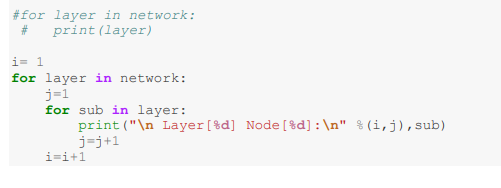 #for layer in network:
 #   print(layer)

i= 1
for layer in network:
    j=1
    for sub in layer:
        print("\n Layer[%d] Node[%d]:\n" %(i,j),sub)
        j=j+1
    i=i+1